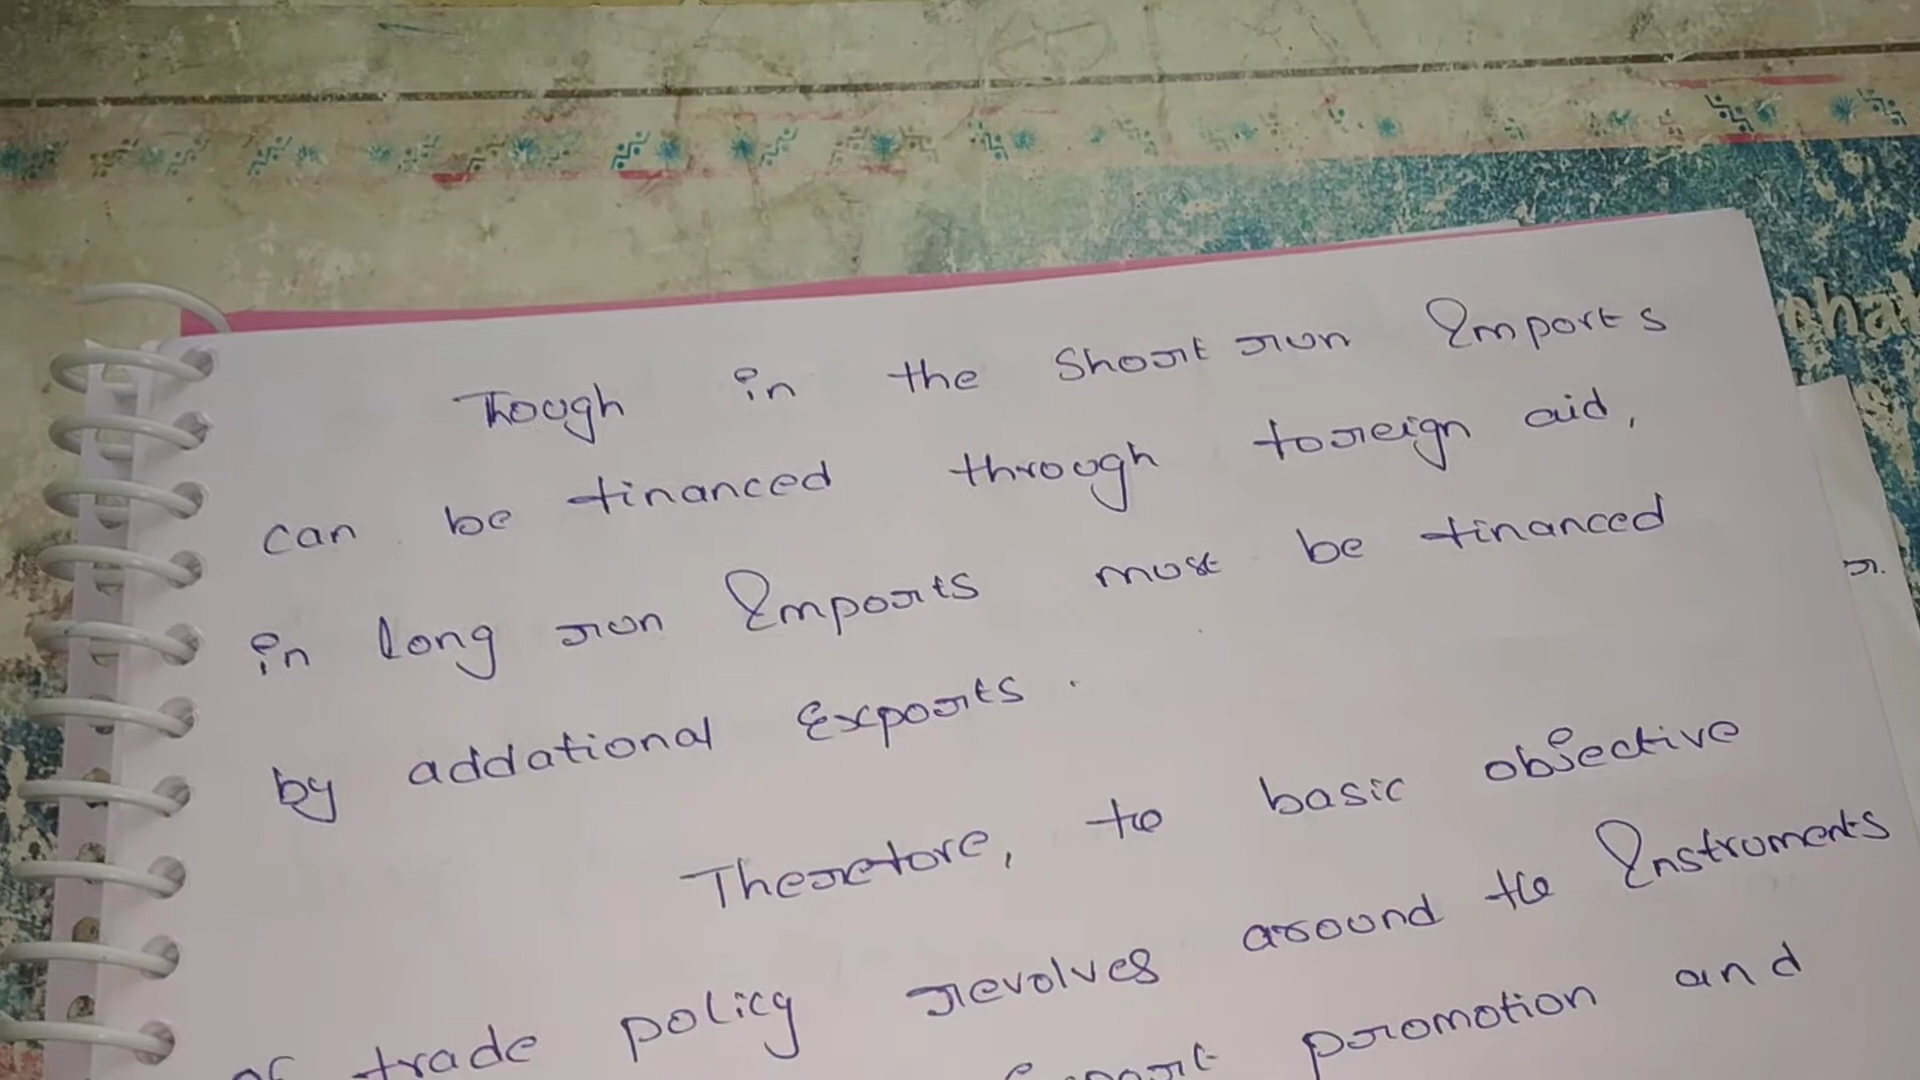 Though in the Short run Imports
can be financed through foreign aid,
in long run Imports must be financed
by addational Exports.
Therefore, the basic objective
of trade policy revolves around the Instruments
promotion and